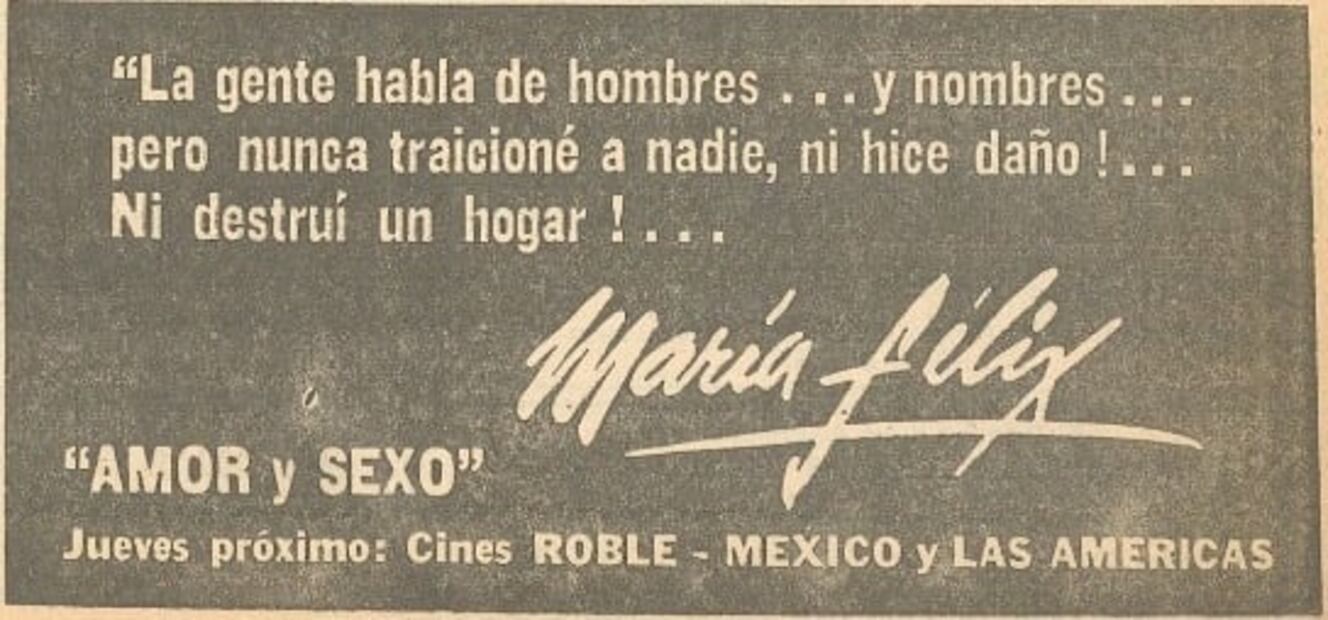 “La gente habla de hombres ... y nombres ...
pero nunca traicioné a nadie, ni hice daño !...
Ni destruí un hogar !...
María Félix
“AMOR y SEXO”
Jueves próximo: Cines ROBLE - MEXICO y LAS AMERICAS